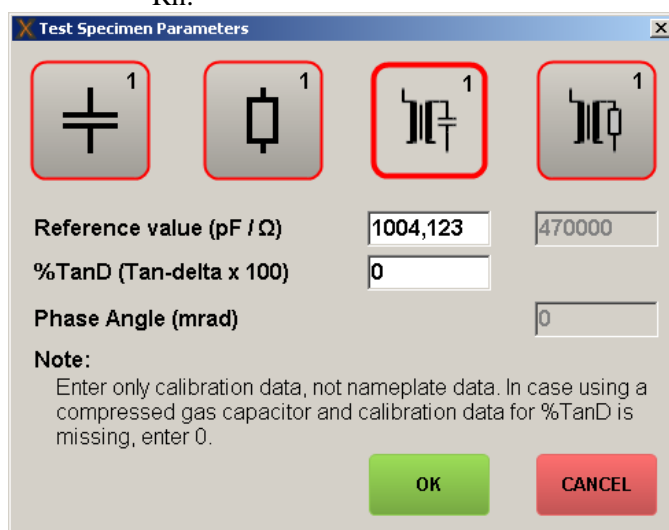 Rn.
Test Specimen Parameters
1 1 1 1
Reference value (pF / Ω) 1004,123 470000
%TanD (Tan-delta x 100) 0
Phase Angle (mrad) 0
Note:
Enter only calibration data, not nameplate data. In case using a
compressed gas capacitor and calibration data for %TanD is
missing, enter 0.
OK CANCEL